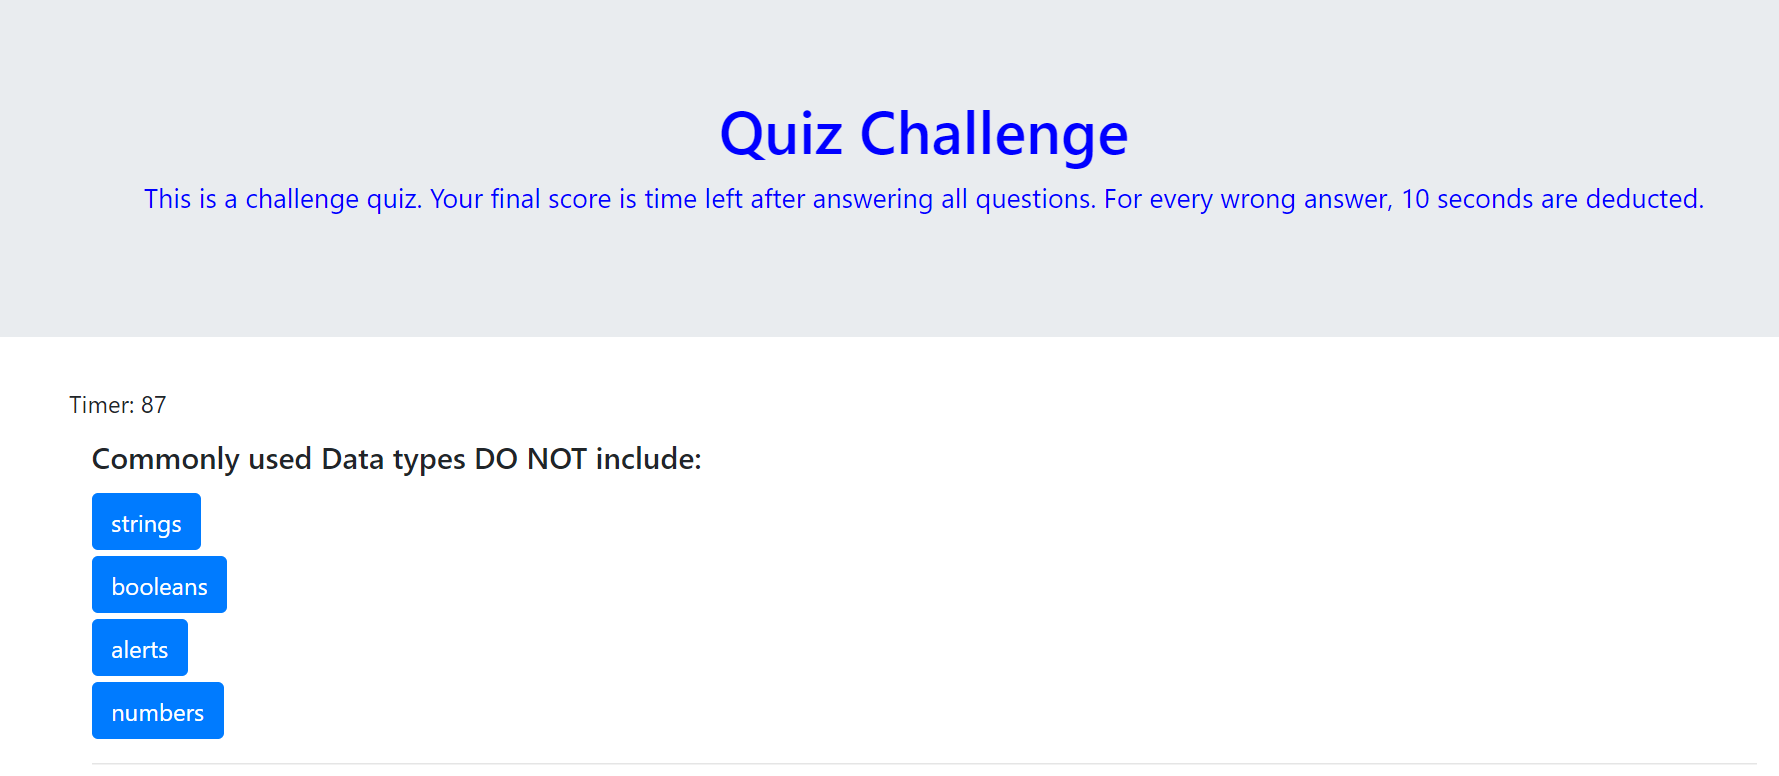 Quiz Challenge
This is a challenge quiz. Your final score is time left after answering all questions. For every wrong answer, 10 seconds are deducted.
Timer: 87
Commonly used Data types DO NOT include:
strings
booleans
alerts
numbers